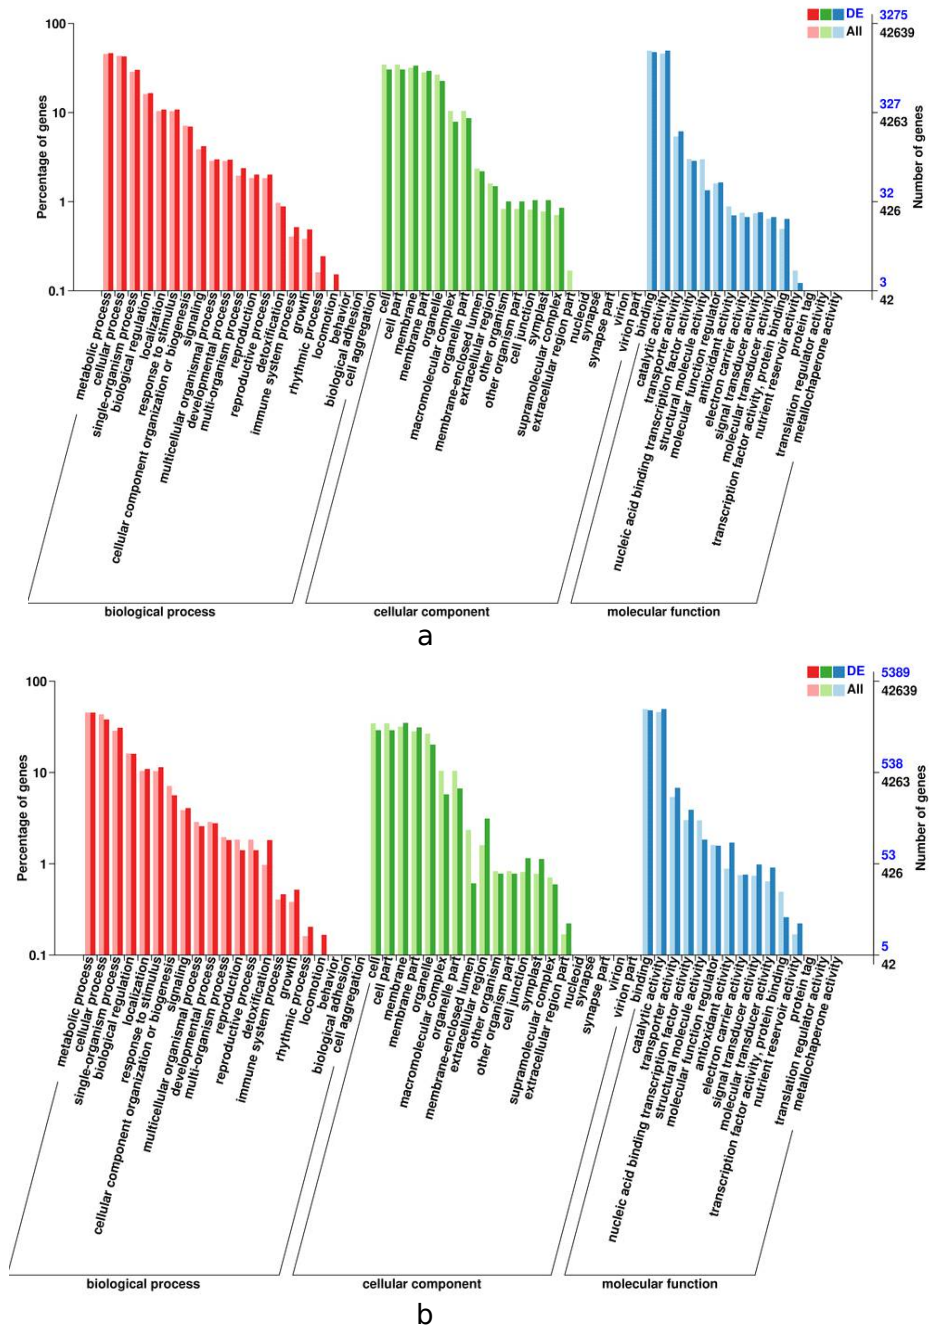 DE
All
Percentage of genes
100
10
1
0.1
3275
42639
327
4263
32
426
3
42
Number of genes
metabolic process
cellular process
single-organism process
biological regulation
localization
response to stimulus
cellular component organization or biogenesis
signaling
multicellular organismal process
developmental process
multi-organism process
reproduction
reproductive process
detoxification
immune system process
growth
rhythmic process
locomotion
behavior
biological adhesion
cell aggregation
cell
cell part
membrane
membrane part
organelle
macromolecular complex
organelle part
membrane-enclosed lumen
extracellular region
other organism
other organism part
cell junction
symplast
supramolecular complex
extracellular region part
nucleoid
synapse
synapse part
virion
virion part
binding
catalytic activity
transporter activity
nucleic acid binding transcription factor activity
structural molecule activity
molecular function regulator
antioxidant activity
electron carrier activity
signal transducer activity
molecular transducer activity
transcription factor activity, protein binding
nutrient reservoir activity
protein tag
translation regulator activity
metallochaperone activity
biological process
cellular component
molecular function
a
DE
All
Percentage of genes
100
10
1
0.1
5389
42639
538
4263
53
426
5
42
Number of genes
metabolic process
cellular process
single-organism process
biological regulation
localization
response to stimulus
cellular component organization or biogenesis
signaling
multicellular organismal process
developmental process
multi-organism process
reproduction
reproductive process
detoxification
immune system process
growth
rhythmic process
locomotion
behavior
biological adhesion
cell aggregation
cell
cell part
membrane
membrane part
organelle
macromolecular complex
organelle part
membrane-enclosed lumen
extracellular region
other organism
other organism part
cell junction
symplast
supramolecular complex
extracellular region part
nucleoid
synapse
synapse part
virion
virion part
binding
catalytic activity
transporter activity
nucleic acid binding transcription factor activity
structural molecule activity
molecular function regulator
antioxidant activity
electron carrier activity
signal transducer activity
molecular transducer activity
transcription factor activity, protein binding
nutrient reservoir activity
protein tag
translation regulator activity
metallochaperone activity
biological process
cellular component
molecular function
b